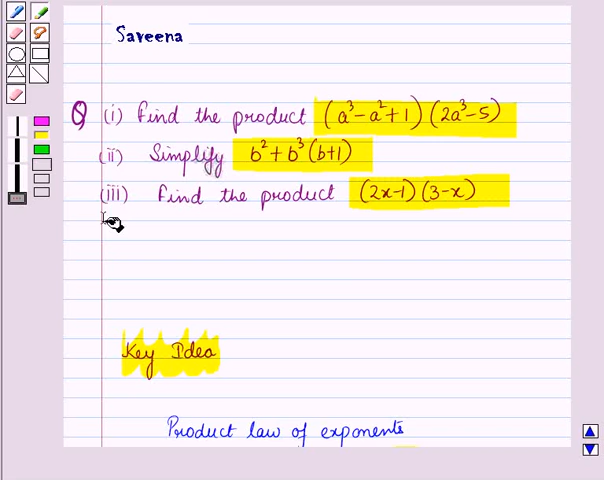 Saveena
Q (i) Find the product (a³-a²+1) (2a³-5)
(ii) Simplify b²+b³(b+1)
(iii) Find the product (2x-1) (3-x)
Key Idea
Product law of exponents